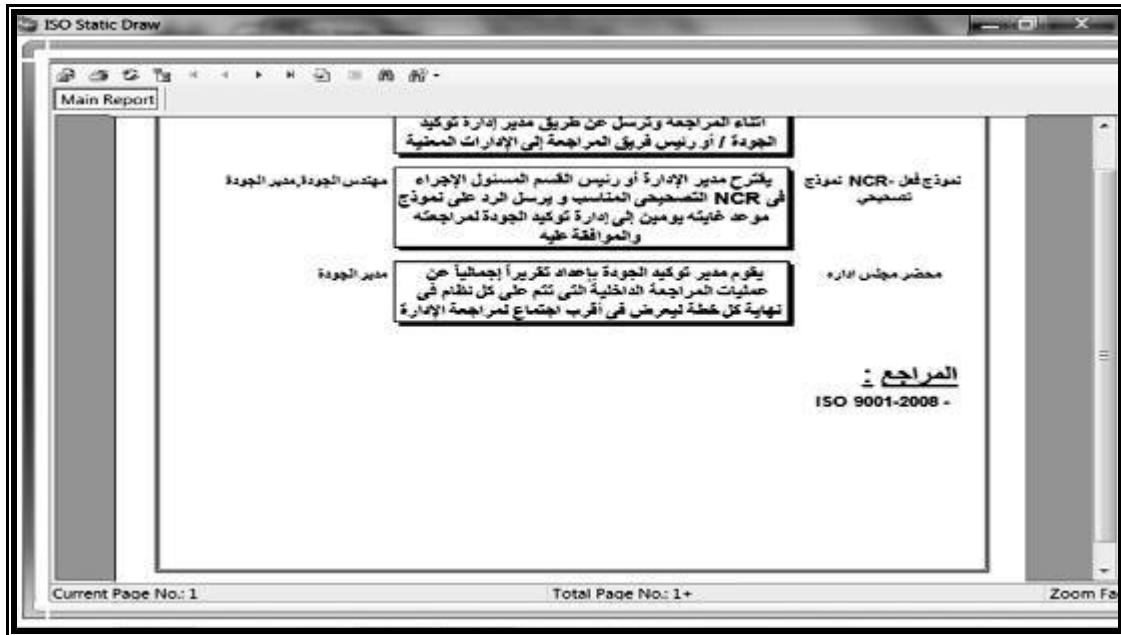 ISO Static Draw
Main Report
اثناء المراجعه وترسل عن طريق مدير إدارة توكيد
الجودة / أو رئيس فريق المراجعة إلى الإدارات المعنية
نموذج فعل -NCR نموذج
تصحيحي
يقترح مدير الإدارة أو رئيس القسم المسئول الإجراء
فى NCR التصحيحى المناسب و يرسل الرد على نموذج
موعد غايته يومين إلى إدارة توكيد الجودة لمراجعته
والموافقة عليه
مهندس الجودة,مدير الجودة
محضر مجلس اداره
يقوم مدير توكيد الجودة بإعداد تقريراً إجمالياً عن
عمليات المراجعة الداخلية التى تتم على كل نظام فى
نهاية كل خطة ليعرض فى أقرب اجتماع لمراجعة الإدارة
مدير الجودة
المراجع :
ISO 9001-2008 -
Current Page No.: 1
Total Page No.: 1+
Zoom Fa